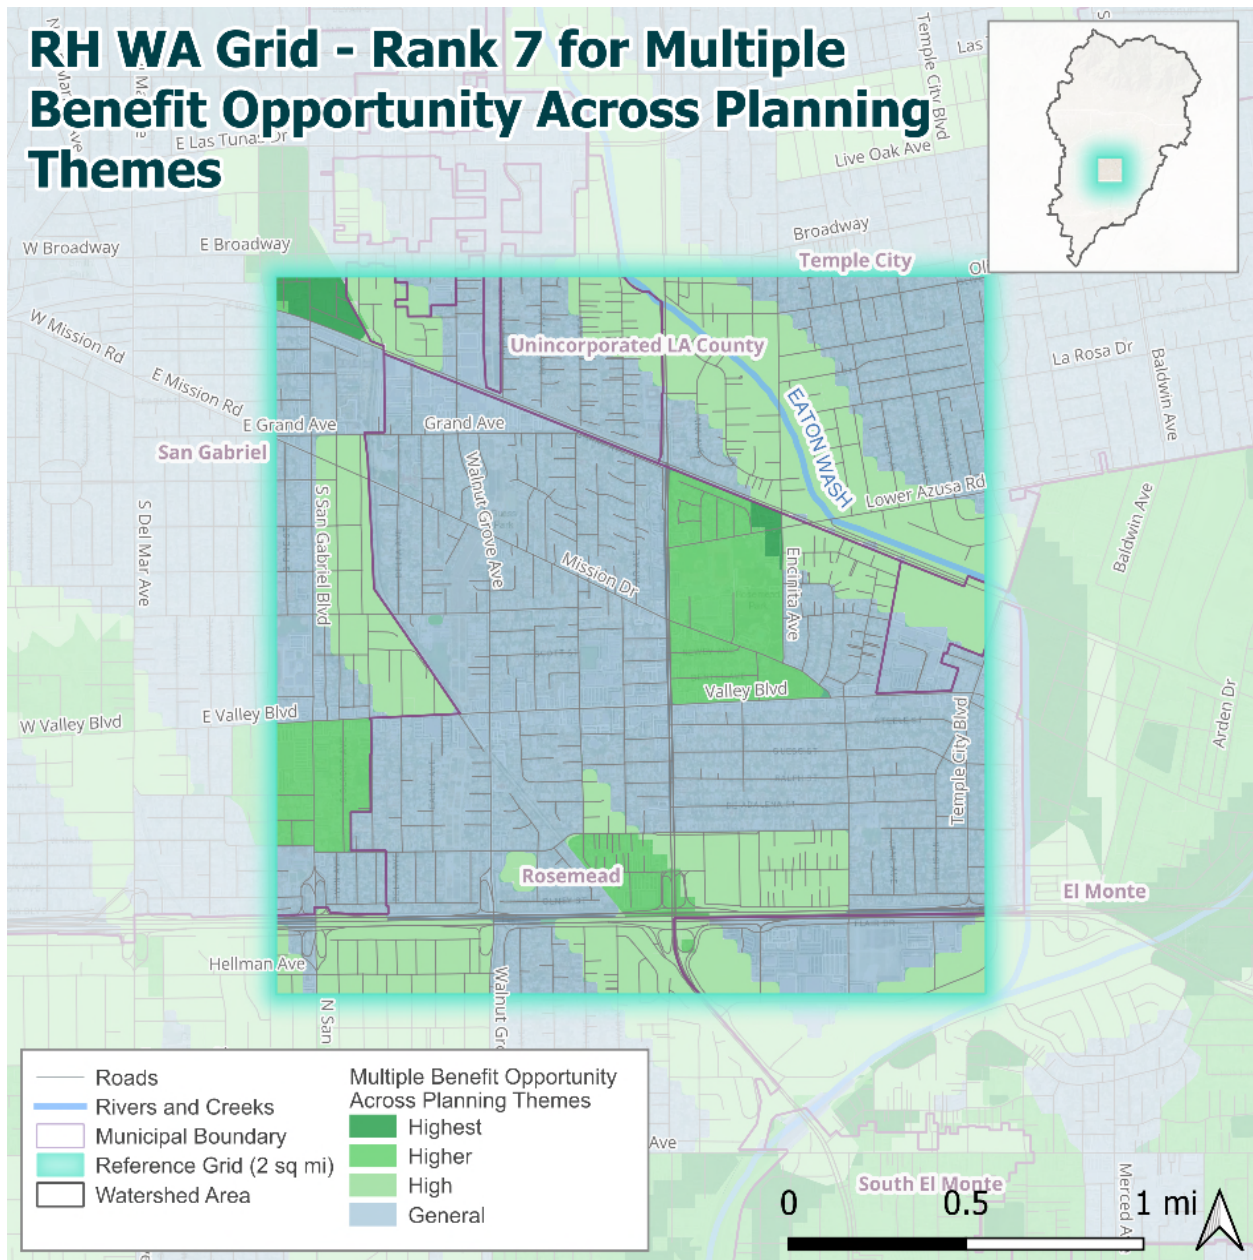 RH WA Grid - Rank 7 for Multiple
Benefit Opportunity Across Planning
Themes
Temple City Blvd
E Las Tunas Dr
Live Oak Ave
W Broadway
E Broadway
Broadway
Temple City
Unincorporated LA County
W Mission Rd
La Rosa Dr
Baldwin Ave
E Mission Rd
E Grand Ave
Grand Ave
EATON WASH
San Gabriel
Walnut Grove Ave
Lower Azusa Rd
S San Gabriel Blvd
S Del Mar Ave
Baldwin Ave
Mission Dr
Encinita Ave
Valley Blvd
W Valley Blvd
E Valley Blvd
Temple City Blvd
Arden Dr
Rosemead
El Monte
Hellman Ave
N San
Walnut Gro
Roads
Rivers and Creeks
Municipal Boundary
Reference Grid (2 sq mi)
Watershed Area
Multiple Benefit Opportunity
Across Planning Themes
Highest
Higher
High
General
Ave
South El Monte
Merced A
0 0.5 1 mi